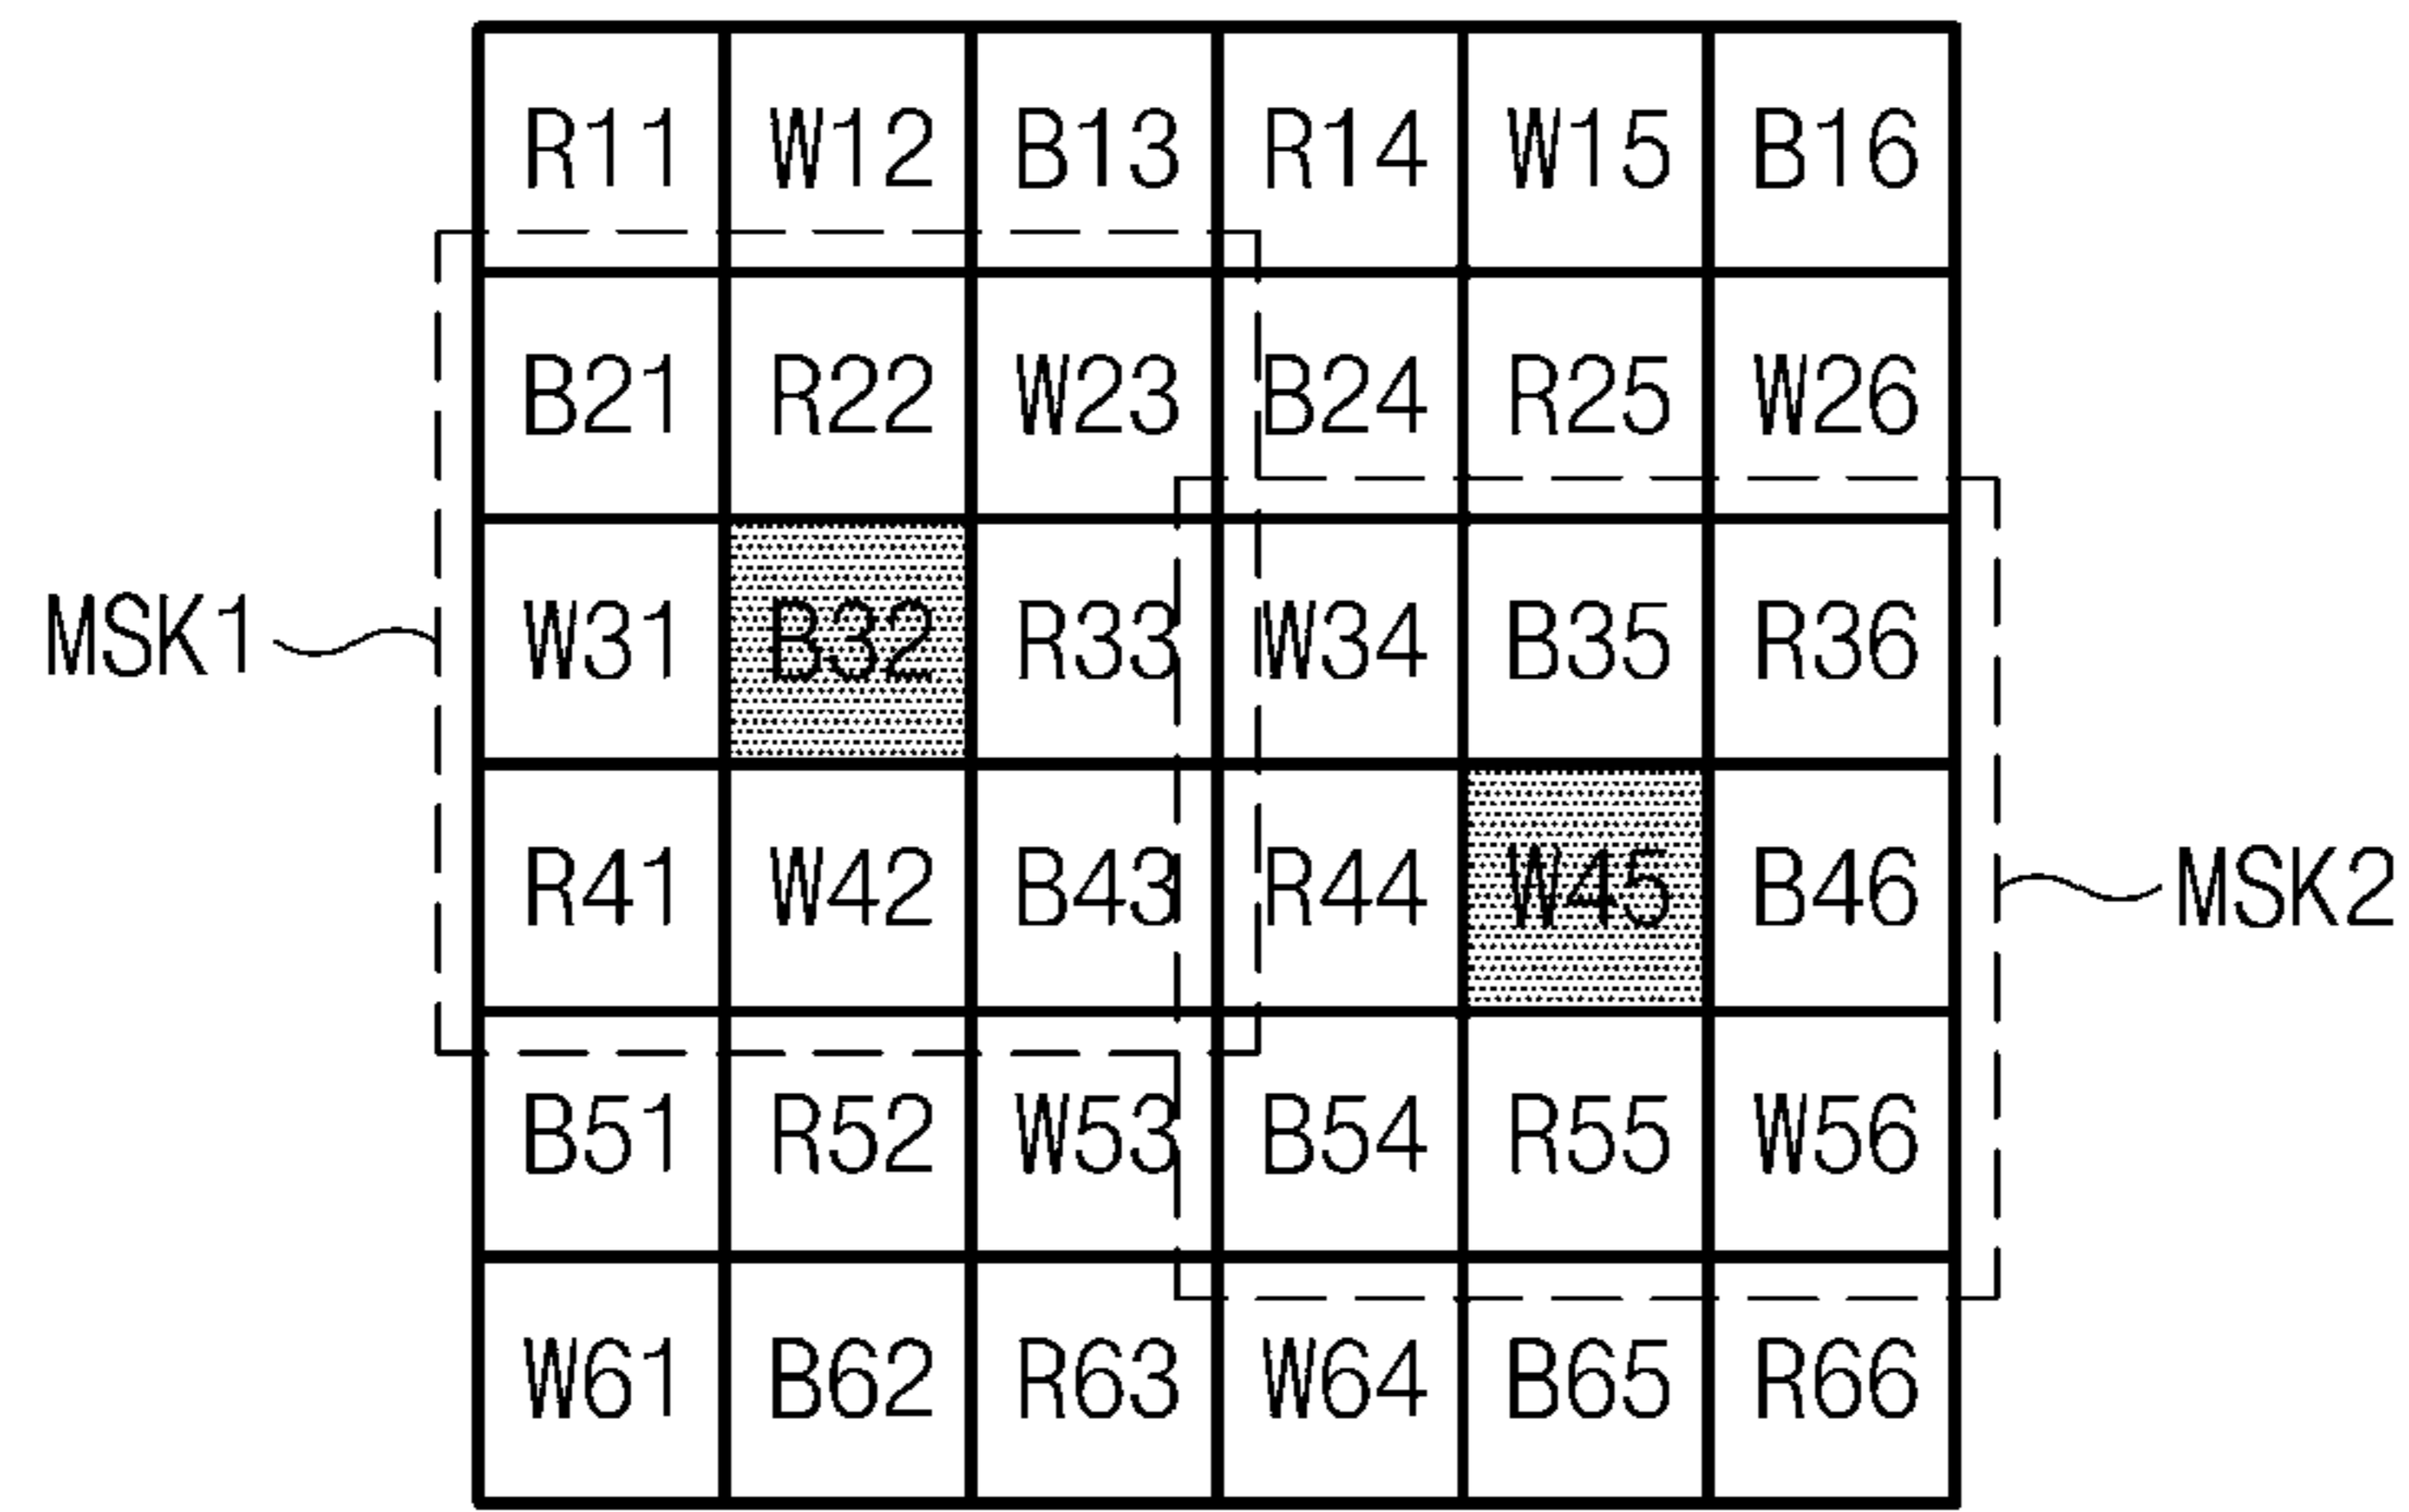 R11 W12 B13 R14 W15 B16
B21 R22 W23 B24 R25 W26
MSK1 W31 B32 R33 W34 B35 R36
R41 W42 B43 R44 W45 B46 MSK2
B51 R52 W53 B54 R55 W56
W61 B62 R63 W64 B65 R66